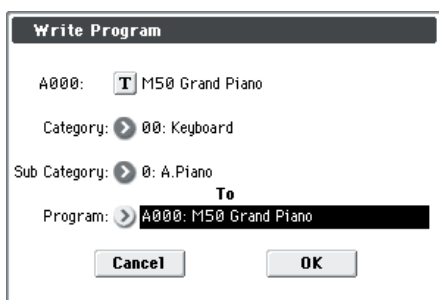 Write Program
A000: T M50 Grand Piano
Category: 00: Keyboard
Sub Category: 0: A.Piano
To
Program: A000: M50 Grand Piano
Cancel OK